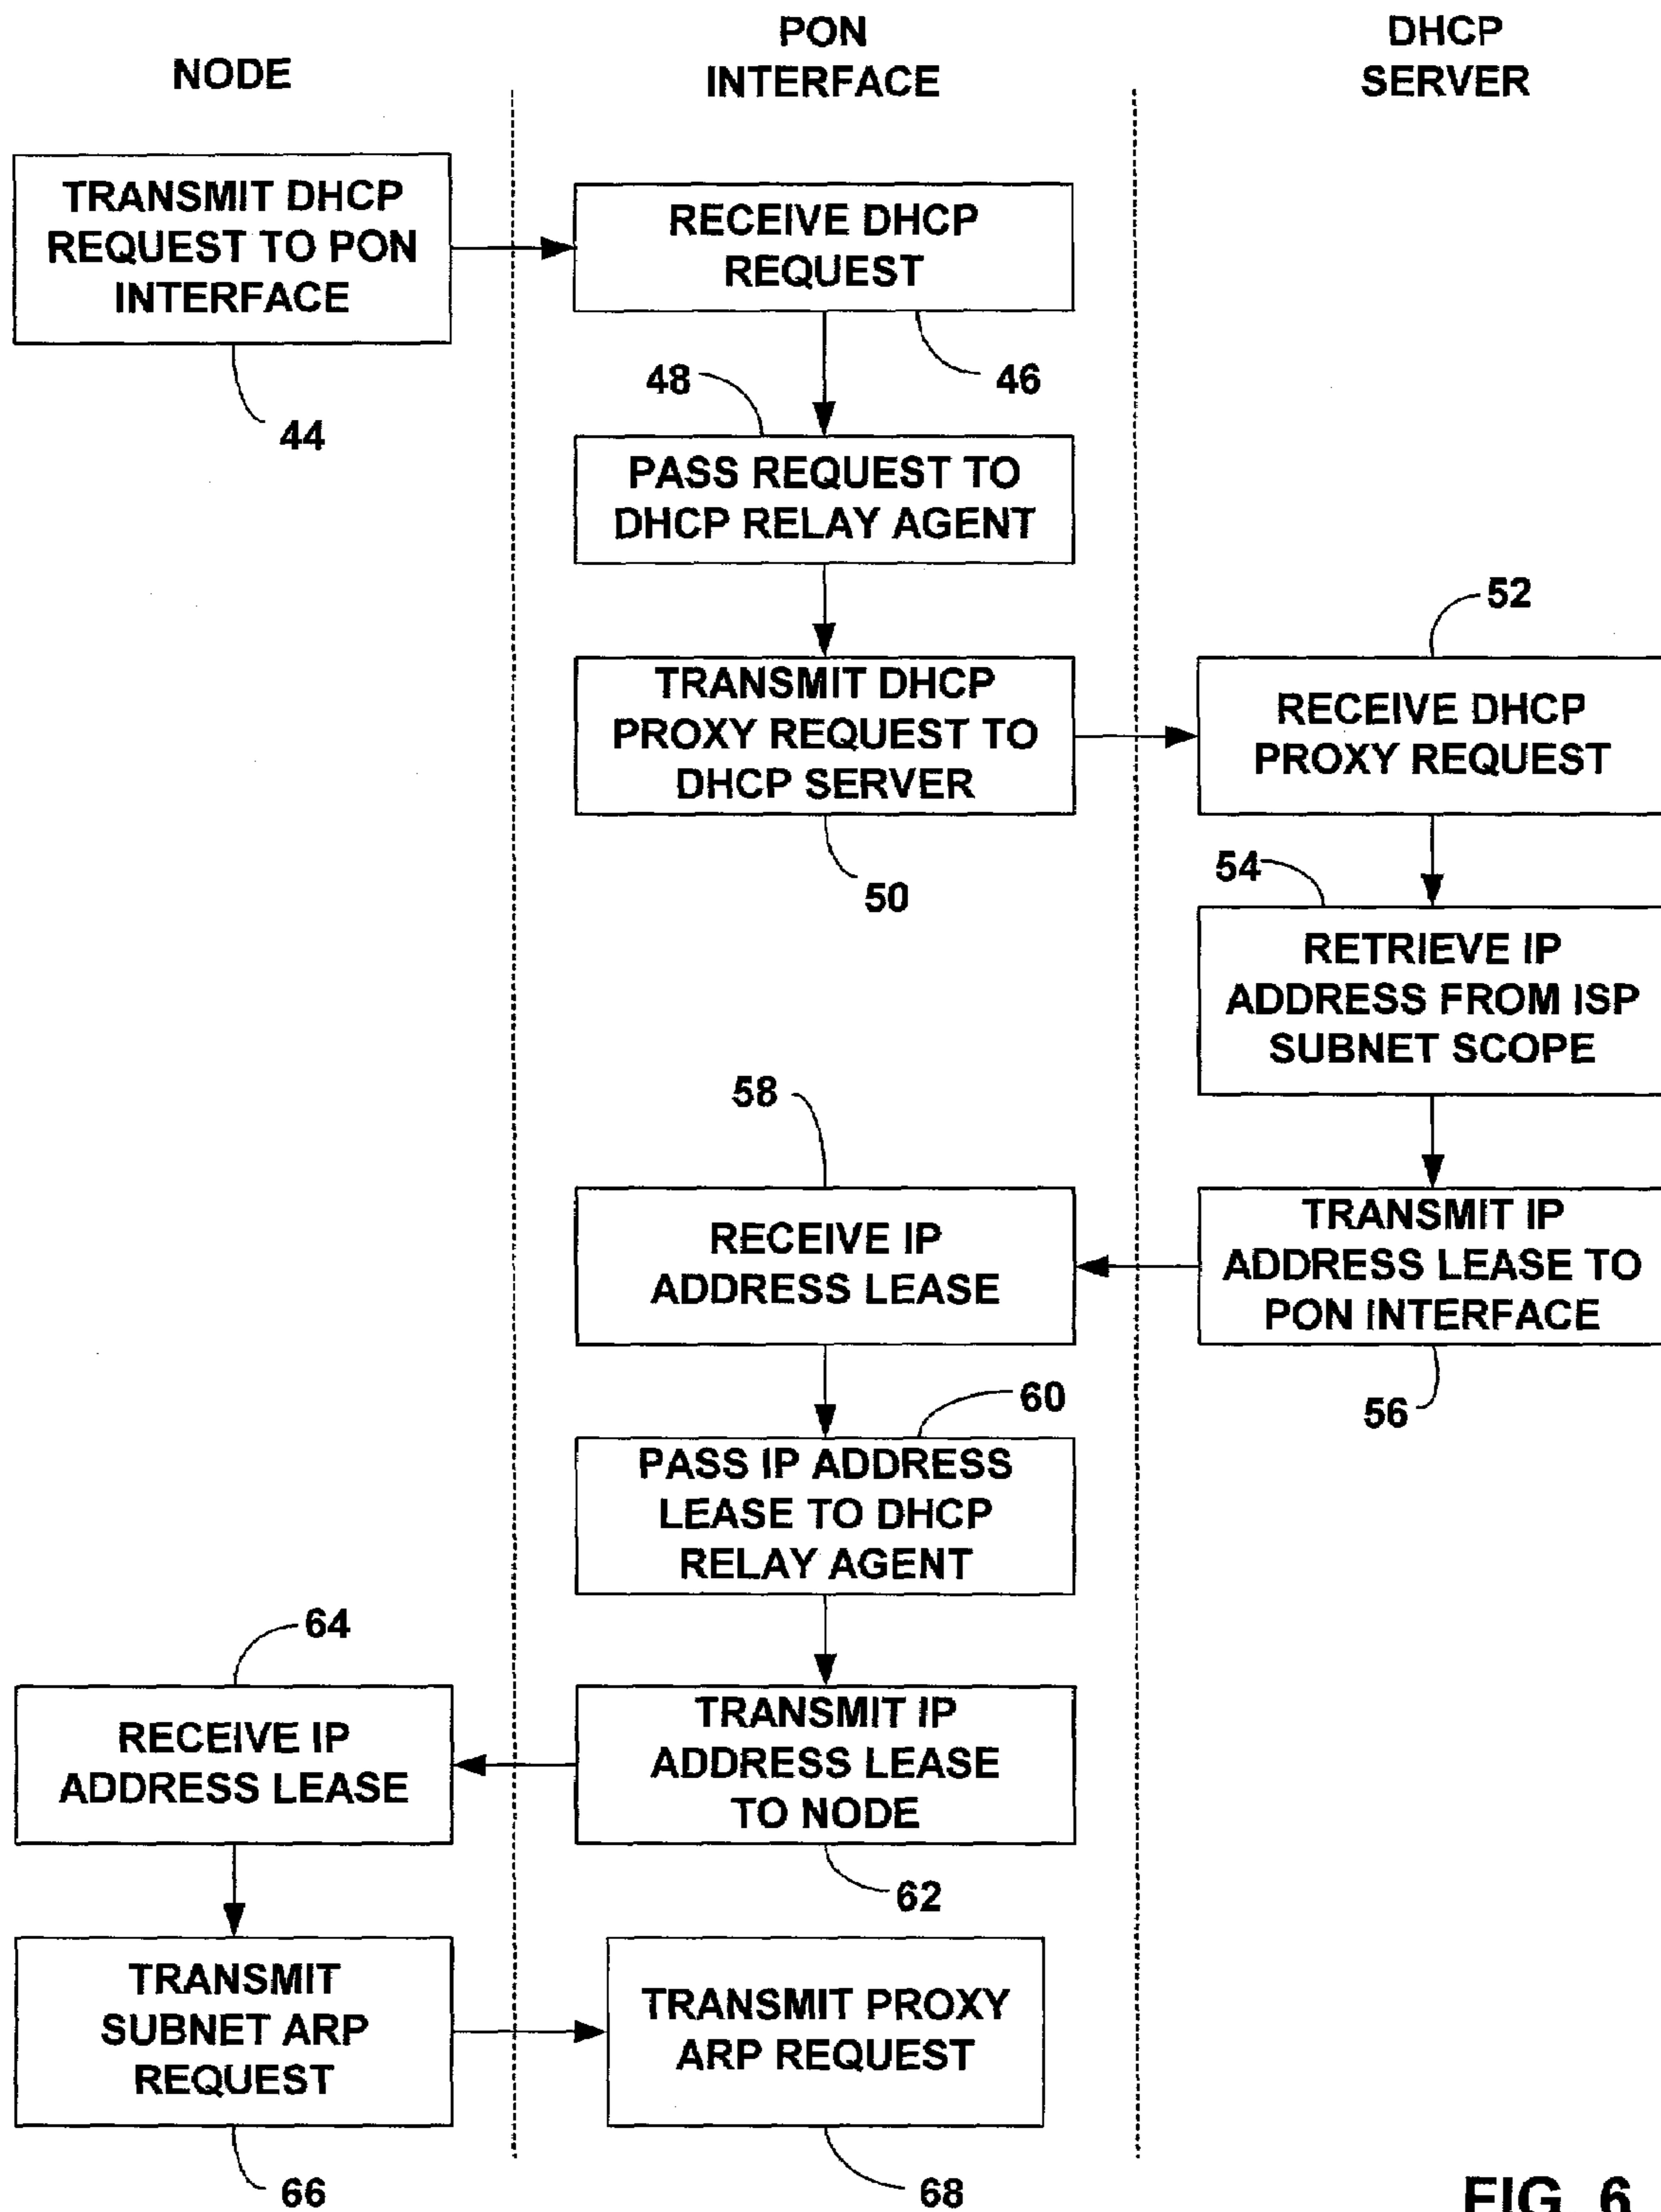 NODE
PON
INTERFACE
DHCP
SERVER
TRANSMIT DHCP
REQUEST TO PON
INTERFACE
44
RECEIVE DHCP
REQUEST
46
48
PASS REQUEST TO
DHCP RELAY AGENT
TRANSMIT DHCP
PROXY REQUEST TO
DHCP SERVER
50
52
RECEIVE DHCP
PROXY REQUEST
54
RETRIEVE IP
ADDRESS FROM ISP
SUBNET SCOPE
TRANSMIT IP
ADDRESS LEASE TO
PON INTERFACE
56
58
RECEIVE IP
ADDRESS LEASE
60
PASS IP ADDRESS
LEASE TO DHCP
RELAY AGENT
TRANSMIT IP
ADDRESS LEASE
TO NODE
62
64
RECEIVE IP
ADDRESS LEASE
TRANSMIT
SUBNET ARP
REQUEST
66
TRANSMIT PROXY
ARP REQUEST
68
FIG. 6